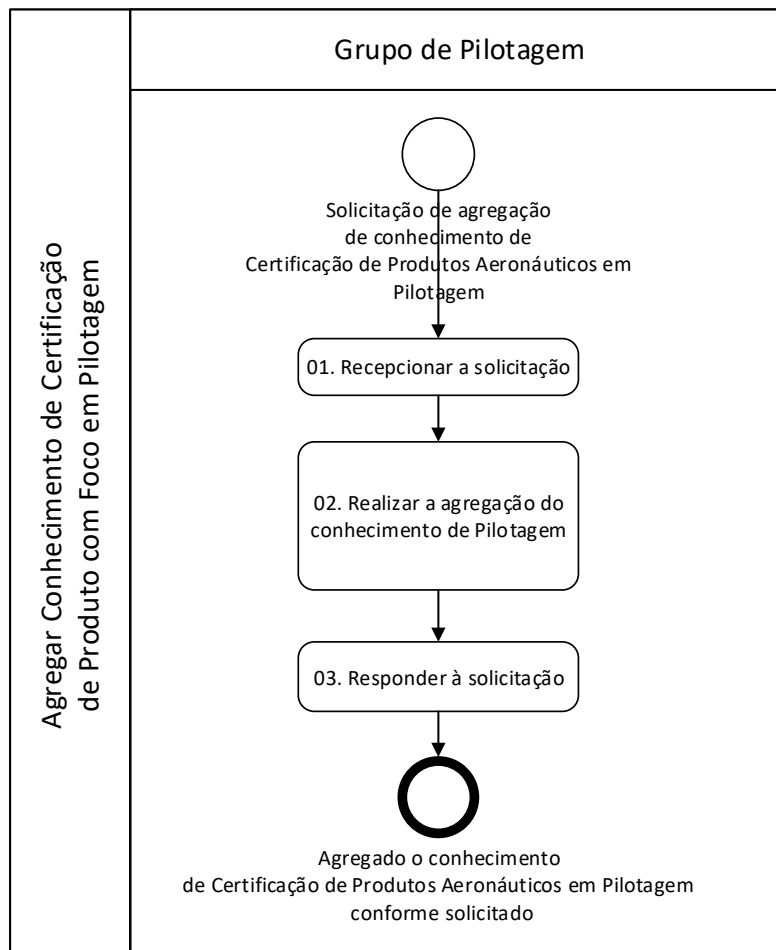 Agregar Conhecimento de Certificação
de Produto com Foco em Pilotagem
Grupo de Pilotagem
Solicitação de agregação
de conhecimento de
Certificação de Produtos Aeronáuticos em
Pilotagem
01. Recepcionar a solicitação
02. Realizar a agregação do
conhecimento de Pilotagem
03. Responder à solicitação
Agregado o conhecimento
de Certificação de Produtos Aeronáuticos em Pilotagem
conforme solicitado